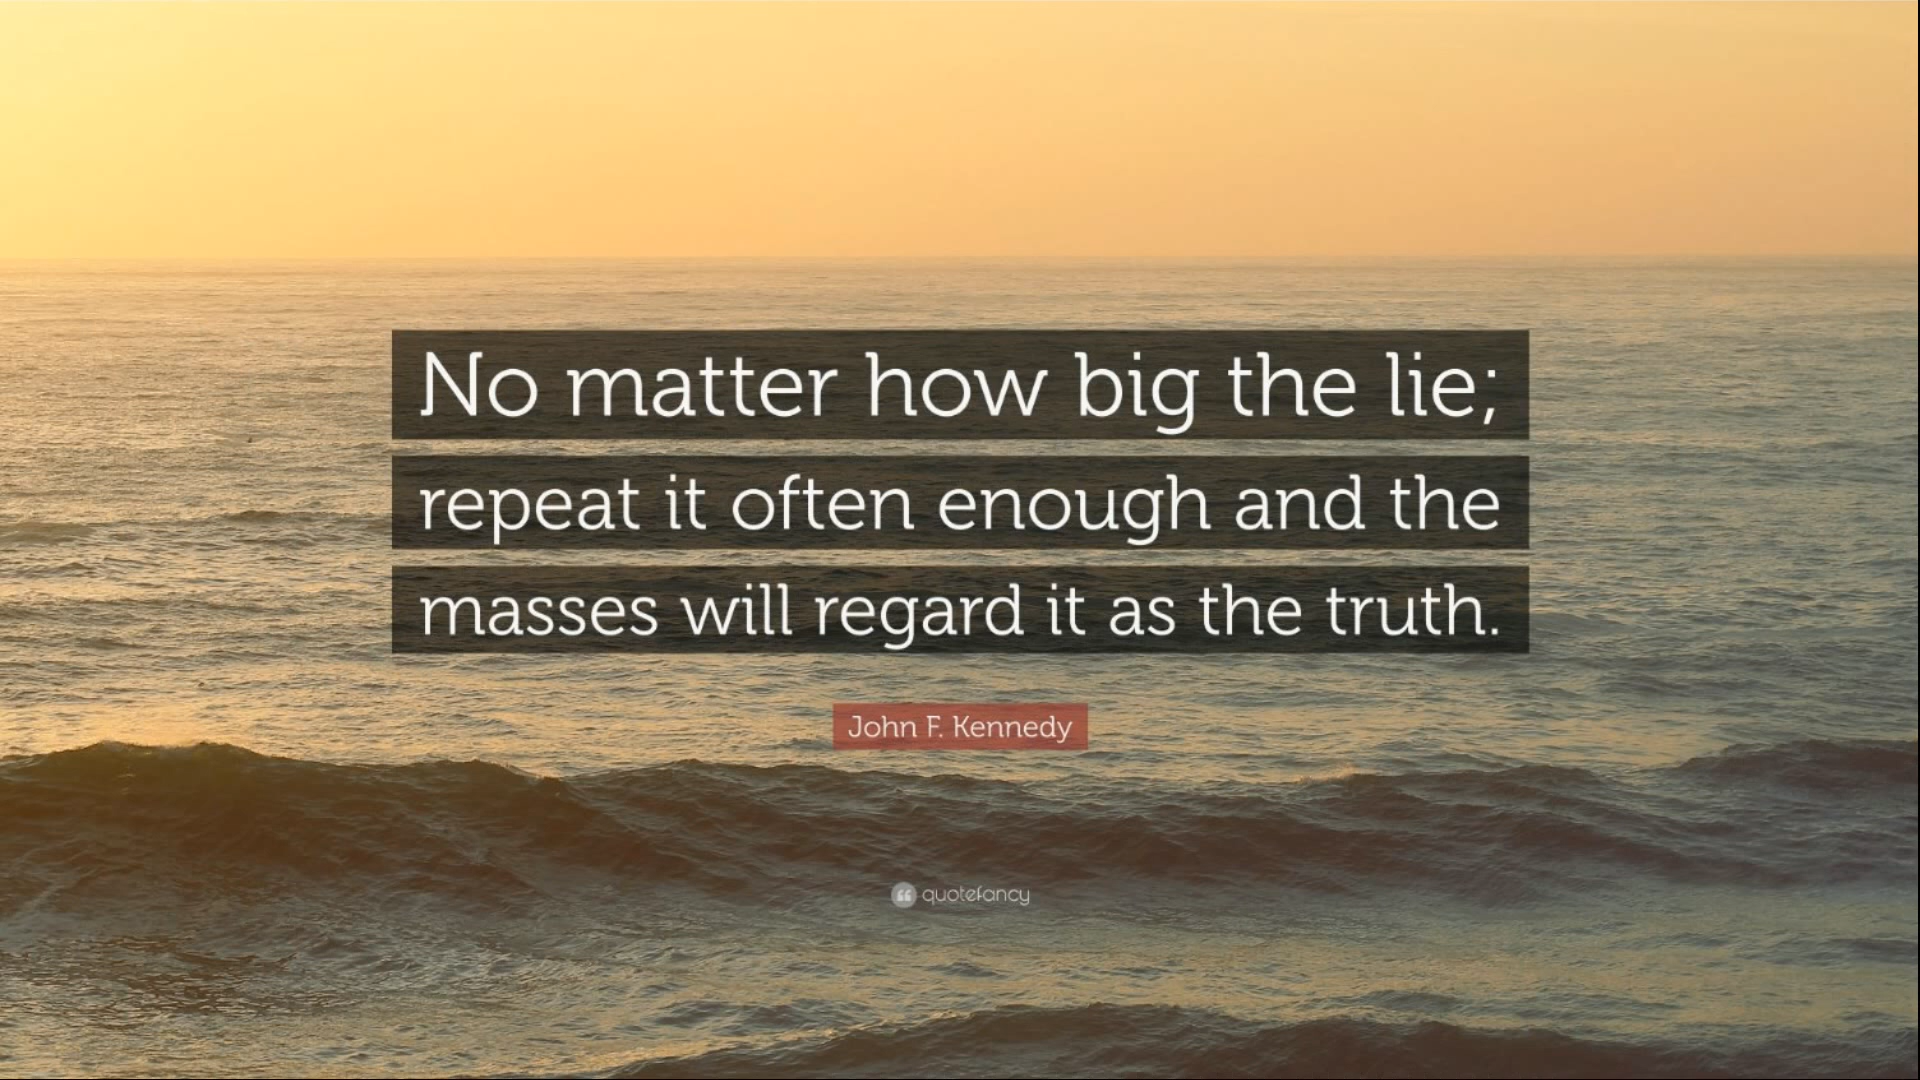 No matter how big the lie;
repeat it often enough and the
masses will regard it as the truth.
John F. Kennedy
quotefancy